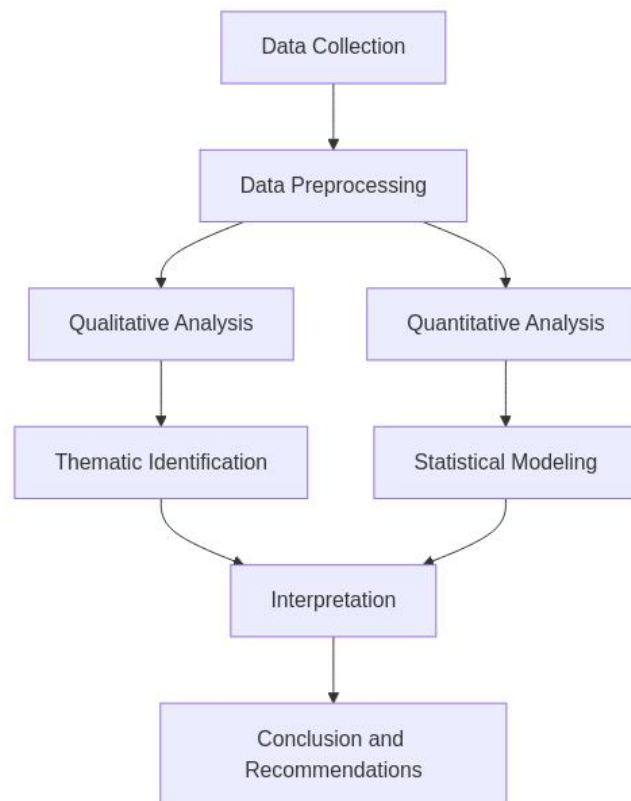 Data Collection
Data Preprocessing
Qualitative Analysis
Quantitative Analysis
Thematic Identification
Statistical Modeling
Interpretation
Conclusion and
Recommendations